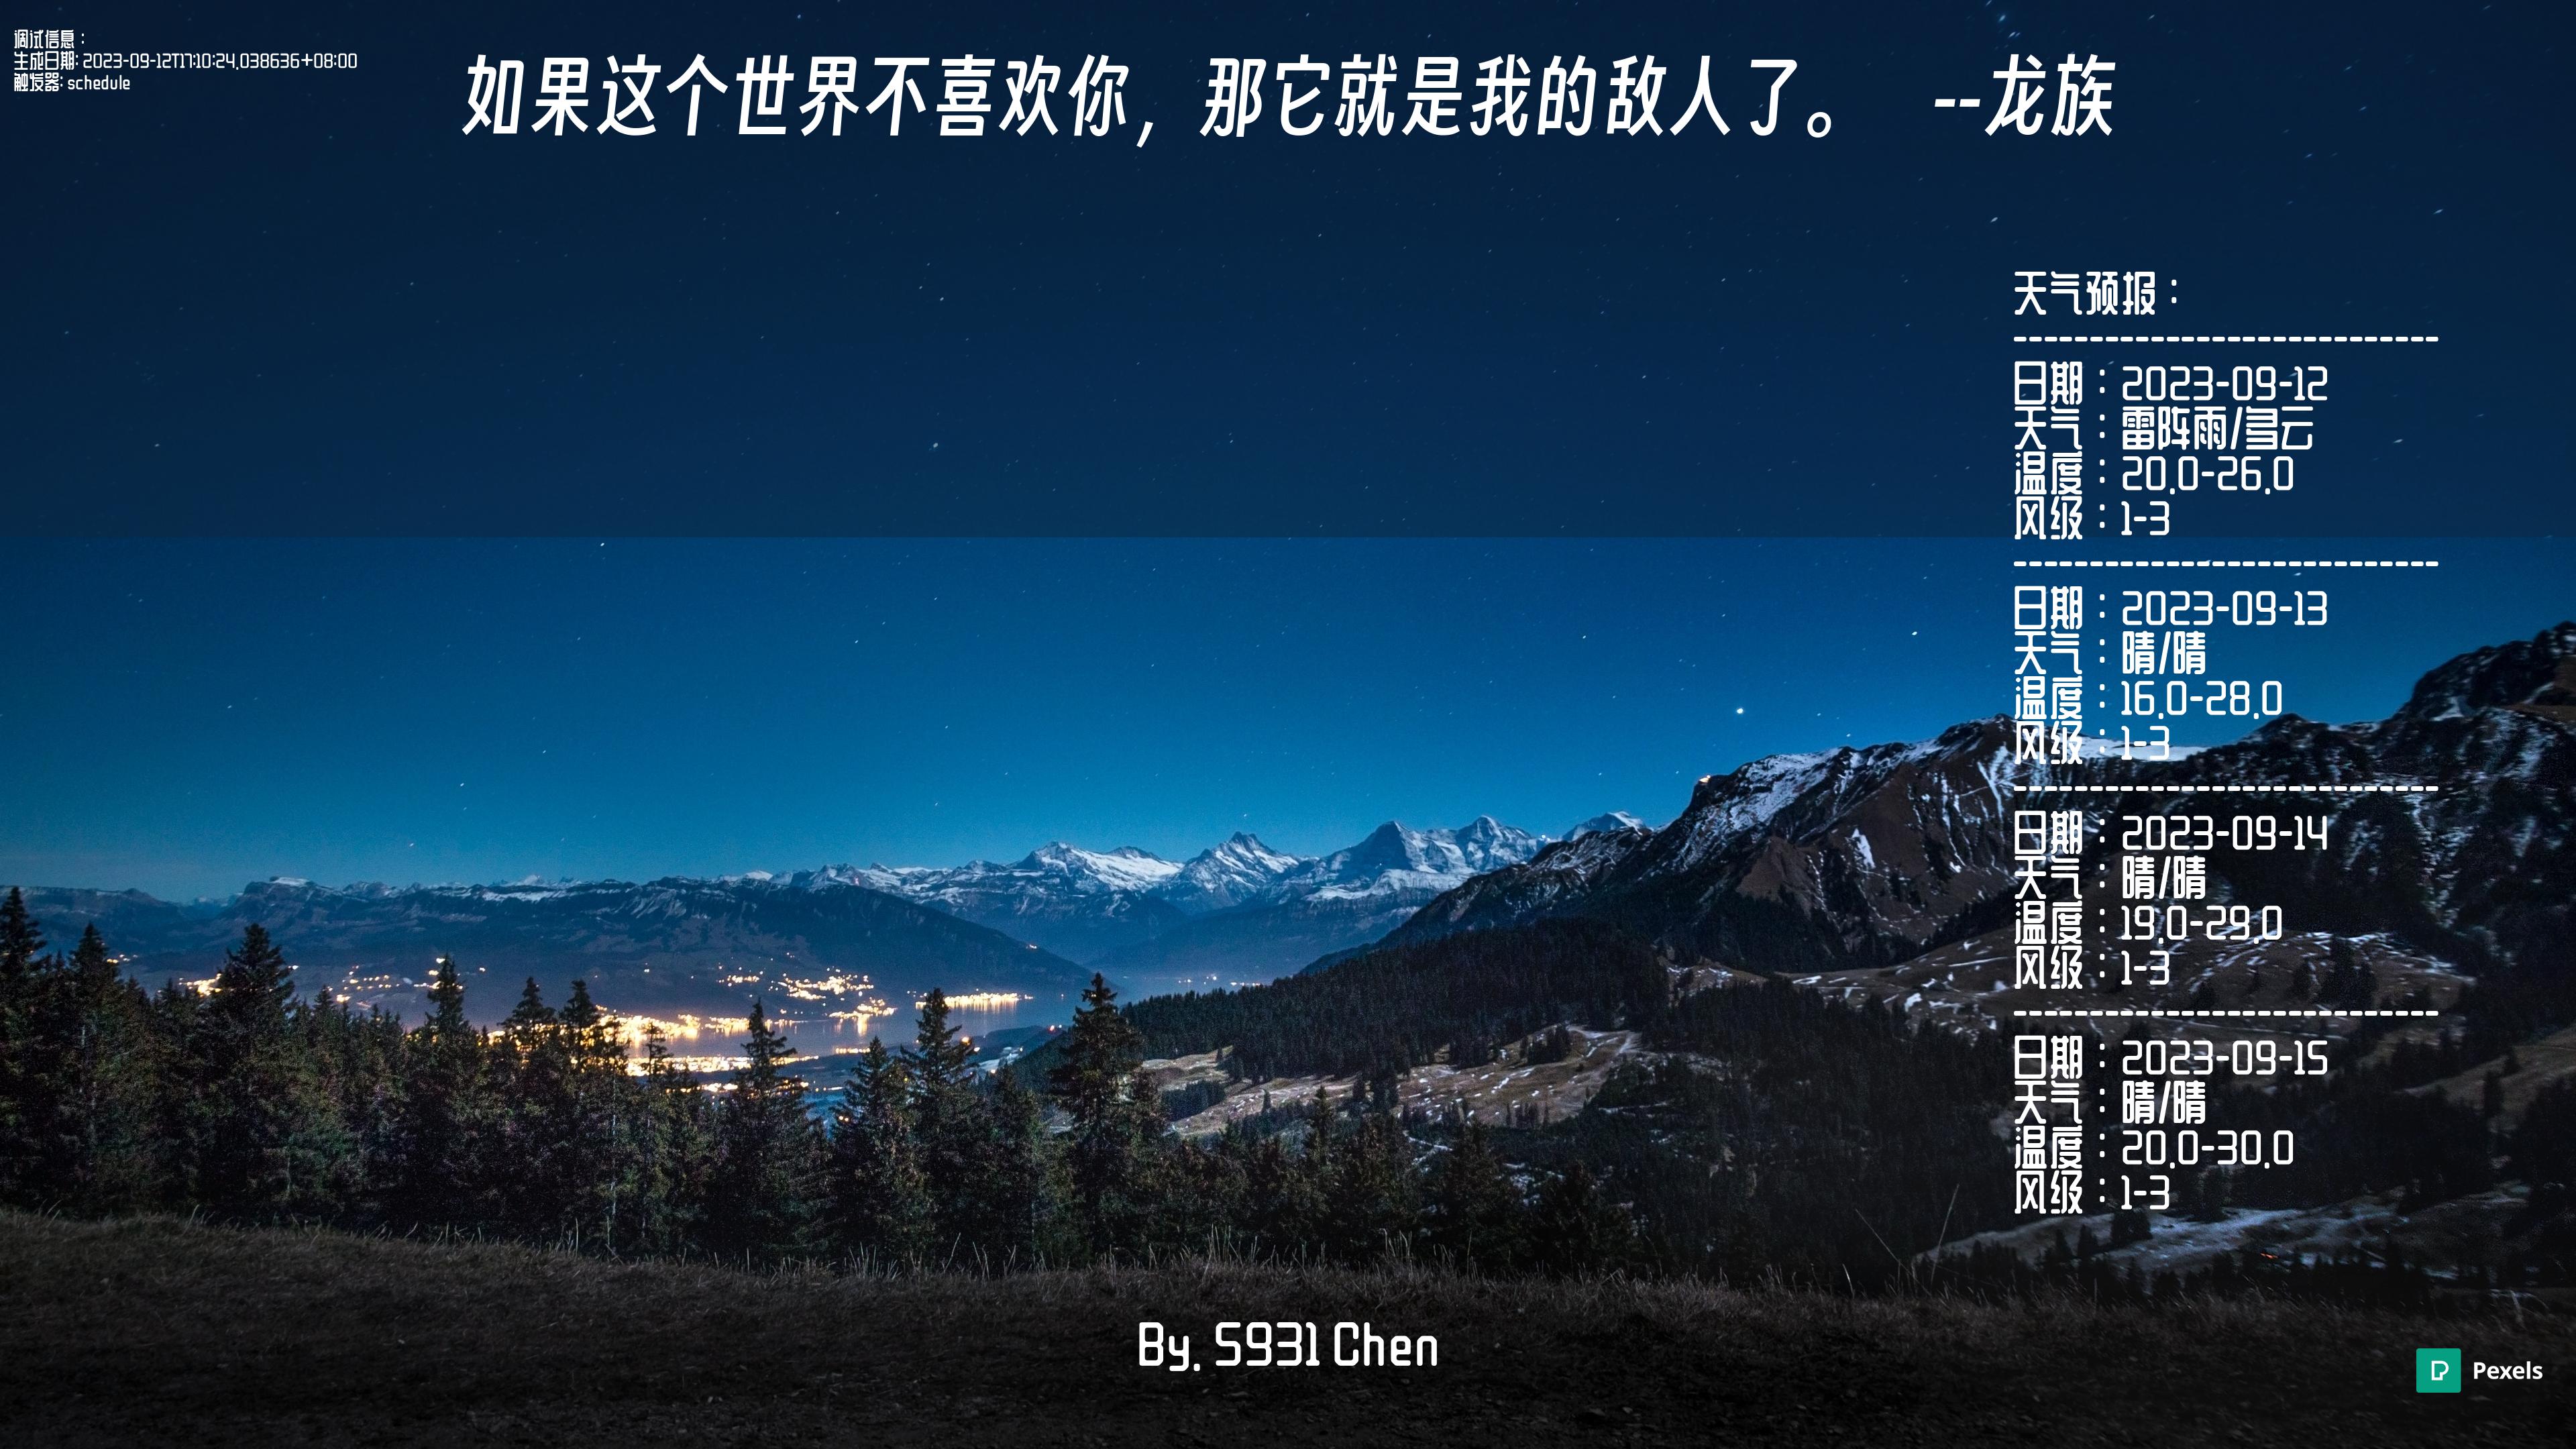 调试信息：
生成日期: 2023-09-12T17:10:24.038636+08:00
触发器: schedule
如果这个世界不喜欢你，那它就是我的敌人了。 --龙族
天气预报：
----------------------------
日期：2023-09-12
天气：雷阵雨/多云
温度：20.0-26.0
风级：1-3
----------------------------
日期：2023-09-13
天气：晴/晴
温度：16.0-28.0
风级：1-3
----------------------------
日期：2023-09-14
天气：晴/晴
温度：19.0-29.0
风级：1-3
----------------------------
日期：2023-09-15
天气：晴/晴
温度：20.0-30.0
风级：1-3
By. S931 Chen
Pexels